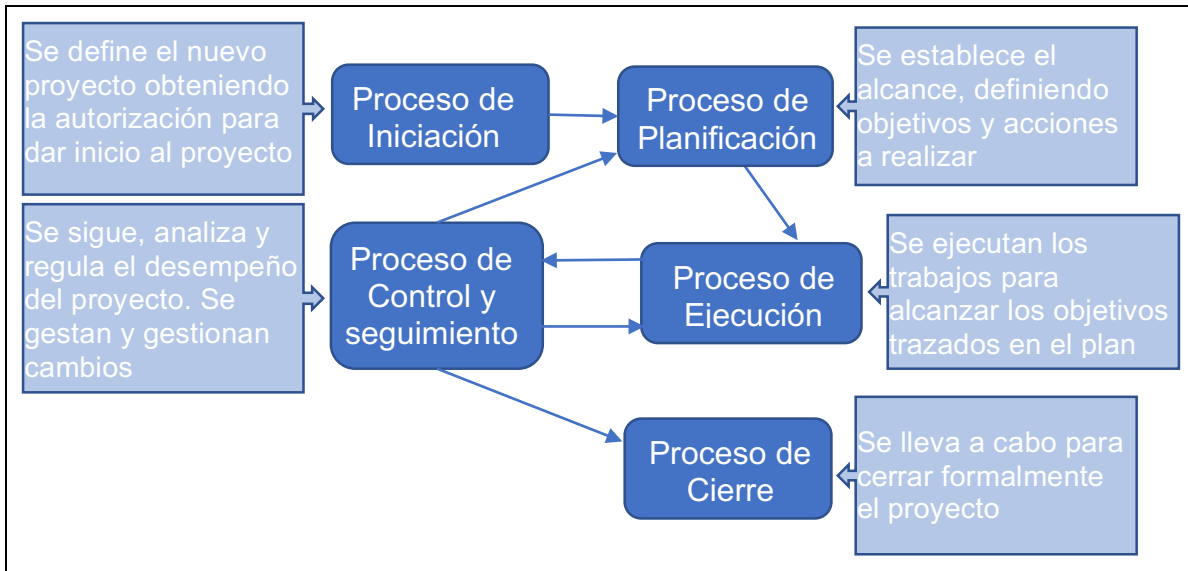 Se define el nuevo
proyecto obteniendo
la autorización para
dar inicio al proyecto
Proceso de
Iniciación
Proceso de
Planificación
Se establece el
alcance, definiendo
objetivos y acciones
a realizar
Se sigue, analiza y
regula el desempeño
del proyecto. Se
gestan y gestionan
cambios
Proceso de
Control y
seguimiento
Proceso de
Ejecución
Se ejecutan los
trabajos para
alcanzar los objetivos
trazados en el plan
Proceso de
Cierre
Se lleva a cabo para
cerrar formalmente
el proyecto